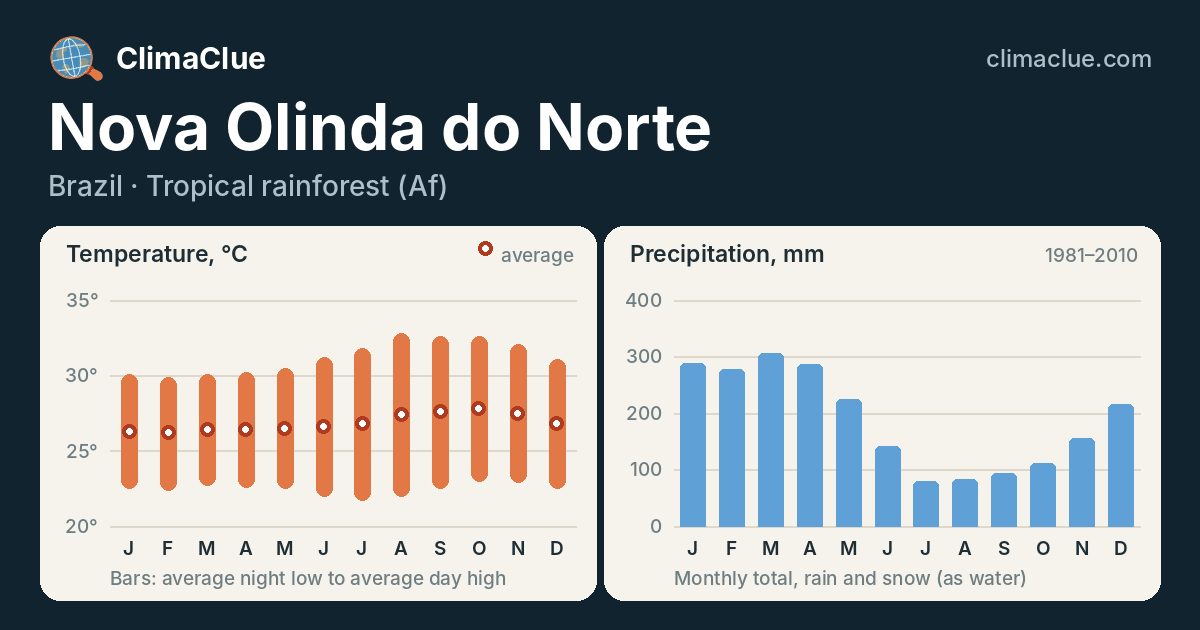 ClimaClue
climaclue.com
Nova Olinda do Norte
Brazil · Tropical rainforest (Af)
Temperature, °C
average
35°
30°
25°
20°
J F M A M J J A S O N D
Bars: average night low to average day high
Precipitation, mm
1981–2010
400
300
200
100
0
J F M A M J J A S O N D
Monthly total, rain and snow (as water)